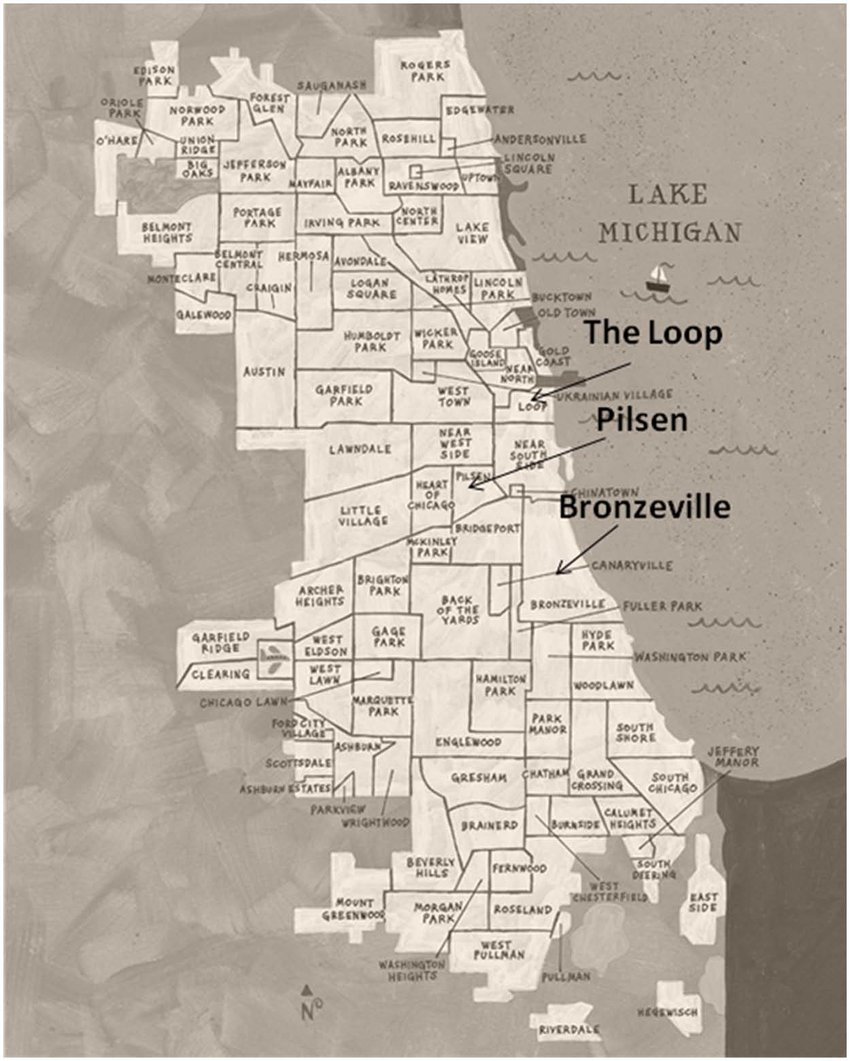 EDISON
PARK
SAUGANASH
ROGERS
PARK
ORIOLE
PARK
NORWOOD
PARK
FOREST
GLEN
EDGEWATER
O'HARE
UNION
RIDGE
NORTH
PARK
ROSEHILL
ANDERSONVILLE
BIG
OAKS
JEFFERSON
PARK
MAYFAIR
ALBANY
PARK
RAVENSWOOD
UPTOWN
LINCOLN
SQUARE
LAKE
MICHIGAN
BELMONT
HEIGHTS
PORTAGE
PARK
IRVING PARK
NORTH
CENTER
LAKE
VIEW
BELMONT
CENTRAL
HERMOSA
AVONDALE
MONTECLARE
CRAIGIN
LOGAN
SQUARE
LATHROP
HOMES
LINCOLN
PARK
BUCKTOWN
OLD TOWN
GALEWOOD
HUMBOLDT
PARK
WICKER
PARK
GOOSE
ISLAND
GOLD
COAST
The Loop
AUSTIN
NEAR
NORTH
GARFIELD
PARK
WEST
TOWN
LOOP
UKRAINIAN VILLAGE
Pilsen
LAWNDALE
NEAR
WEST
SIDE
NEAR
SOUTH
SIDE
HEART
OF
CHICAGO
PILSEN
CHINATOWN
Bronzeville
LITTLE
VILLAGE
BRIDGEPORT
MCKINLEY
PARK
CANARYVILLE
ARCHER
HEIGHTS
BRIGHTON
PARK
BACK
OF THE
YARDS
BRONZEVILLE
FULLER PARK
GARFIELD
RIDGE
WEST
ELDSON
GAGE
PARK
HYDE
PARK
WASHINGTON PARK
CLEARING
WEST
LAWN
HAMILTON
PARK
WOODLAWN
CHICAGO LAWN
MARQUETTE
PARK
FORD CITY
VILLAGE
PARK
MANOR
SOUTH
SHORE
ASHBURN
ENGLEWOOD
JEFFERY
MANOR
SCOTTSDALE
ASHBURN ESTATES
GRESHAM
CHATHAM
GRAND
CROSSING
SOUTH
CHICAGO
PARKVIEW
WRIGHTWOOD
BRAINERD
BURNSIDE
CALUMET
HEIGHTS
BEVERLY
HILLS
FERNWOOD
SOUTH
DEERING
WEST
CHESTERFIELD
EAST
SIDE
MOUNT
GREENWOOD
MORGAN
PARK
ROSELAND
WEST
PULLMAN
WASHINGTON
HEIGHTS
PULLMAN
N
HEGEWISCH
RIVERDALE